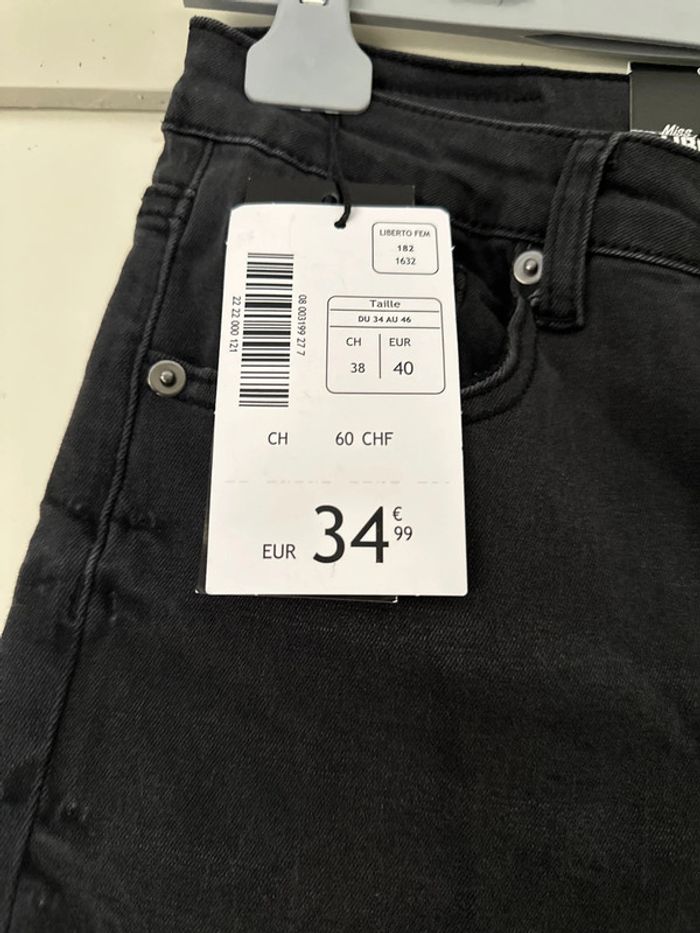 Miss
LIBERTO FEM
182
1632
08 003199 27 7
22 22 000 121
Taille
DU 34 AU 46
CH EUR
38 40
CH 60 CHF
EUR 34 €99